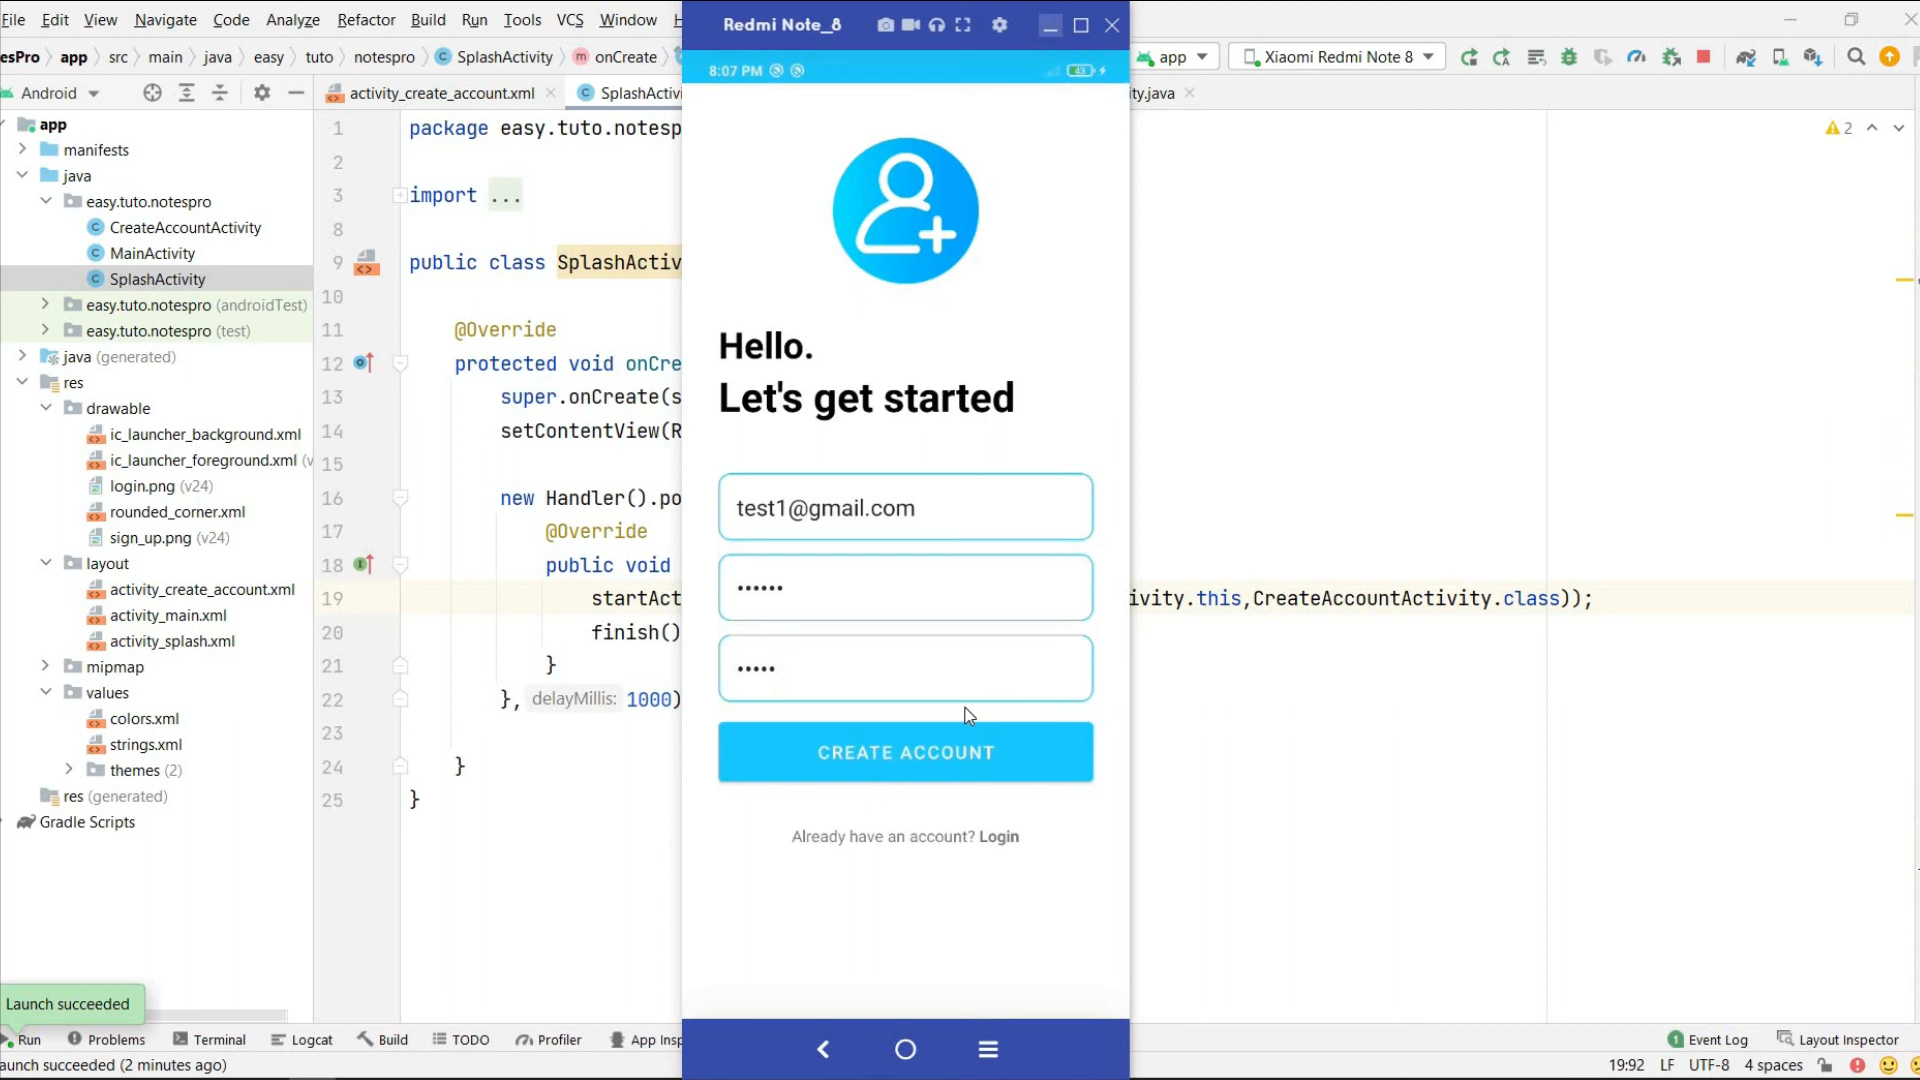 File Edit View Navigate Code Analyze Refactor Build Run Tools VCS Window
esPro app src main java easy tuto notespro SplashActivity onCreate
app Xiaomi Redmi Note 8
Android
activity_create_account.xml
SplashActivi
ity.java
app
manifests
java
easy.tuto.notespro
CreateAccountActivity
MainActivity
SplashActivity
easy.tuto.notespro (androidTest)
easy.tuto.notespro (test)
java (generated)
res
drawable
ic_launcher_background.xml
ic_launcher_foreground.xml (v
login.png (v24)
rounded_corner.xml
sign_up.png (v24)
layout
activity_create_account.xml
activity_main.xml
activity_splash.xml
mipmap
values
colors.xml
strings.xml
themes (2)
res (generated)
Gradle Scripts
1 package easy.tuto.notesp
2
3 import ...
8
9 public class SplashActiv
10
11 @Override
12 protected void onCre
13 super.onCreate(s
14 setContentView(R
15
16 new Handler().po
17 @Override
18 public void
19 startAct ivity.this,CreateAccountActivity.class));
20 finish()
21 }
22 }, delayMillis: 1000)
23
24 }
25 }
2
Redmi Note_8
8:07 PM 43
Hello.
Let's get started
test1@gmail.com
••••••
•••••
CREATE ACCOUNT
Already have an account? Login
Launch succeeded
Run Problems Terminal Logcat Build TODO Profiler App Insp
1 Event Log Layout Inspector
aunch succeeded (2 minutes ago)
19:92 LF UTF-8 4 spaces